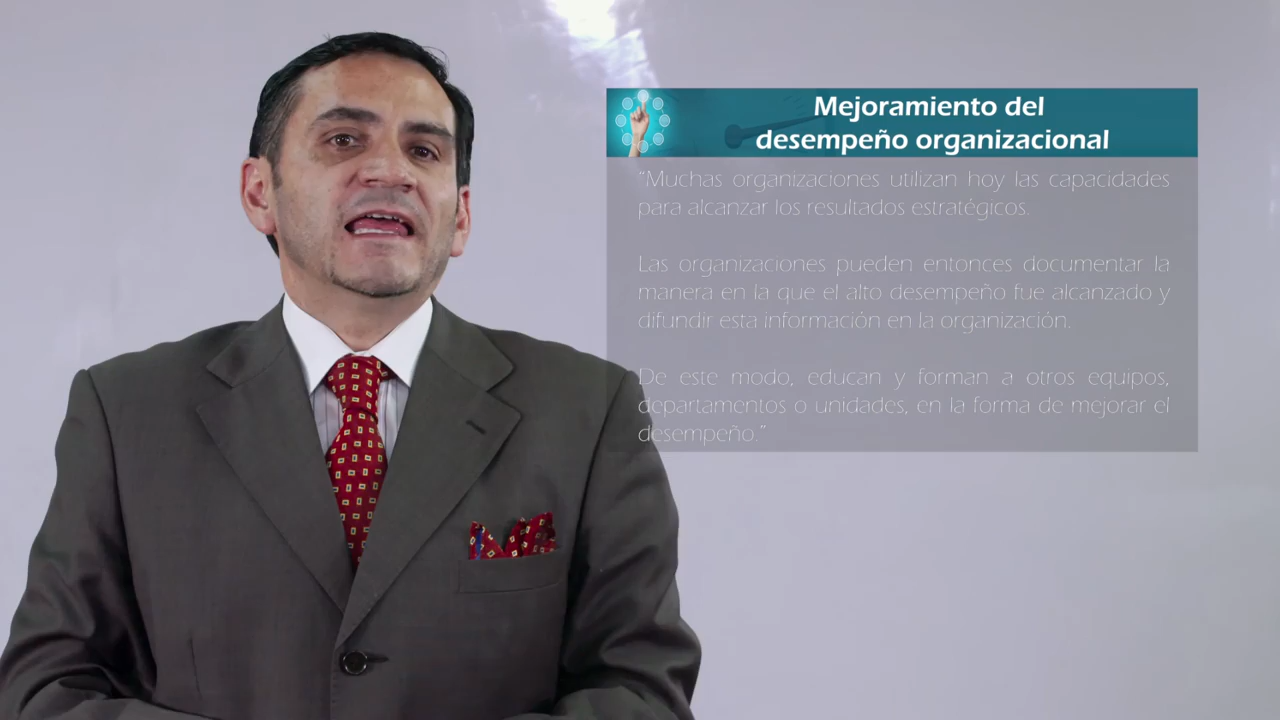 Mejoramiento del
desempeño organizacional
“Muchas organizaciones utilizan hoy las capacidades
para alcanzar los resultados estratégicos.
Las organizaciones pueden entonces documentar la
manera en la que el alto desempeño fue alcanzado y
difundir esta información en la organización.
De este modo, educan y forman a otros equipos,
departamentos o unidades, en la forma de mejorar el
desempeño.”